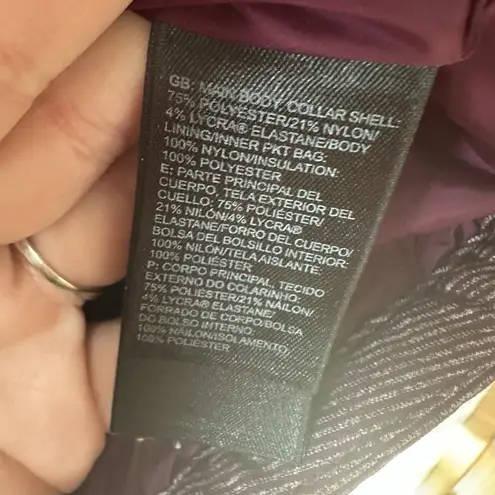 GB: MAIN BODY, COLLAR SHELL:
75% POLYESTER/21% NYLON/
4% LYCRA® ELASTANE/BODY
LINING/INNER PKT BAG:
100% NYLON/INSULATION:
100% POLYESTER
E: PARTE PRINCIPAL DEL
CUERPO, TELA EXTERIOR DEL
CUELLO: 75% POLIÉSTER/
21% NILÓN/4% LYCRA®
ELASTANE/FORRO DEL CUERPO/
BOLSA DEL BOLSILLO INTERIOR:
100% NILÓN/TELA AISLANTE:
100% POLIÉSTER
P: CORPO PRINCIPAL, TECIDO
EXTERNO DO COLARINHO:
75% POLIÉSTER/21% NÁILON/
4% LYCRA® ELASTANE/
FORRADO DE CORPO/BOLSA
DO BOLSO INTERNO:
100% NÁILON/ISOLAMENTO:
100% POLIÉSTER